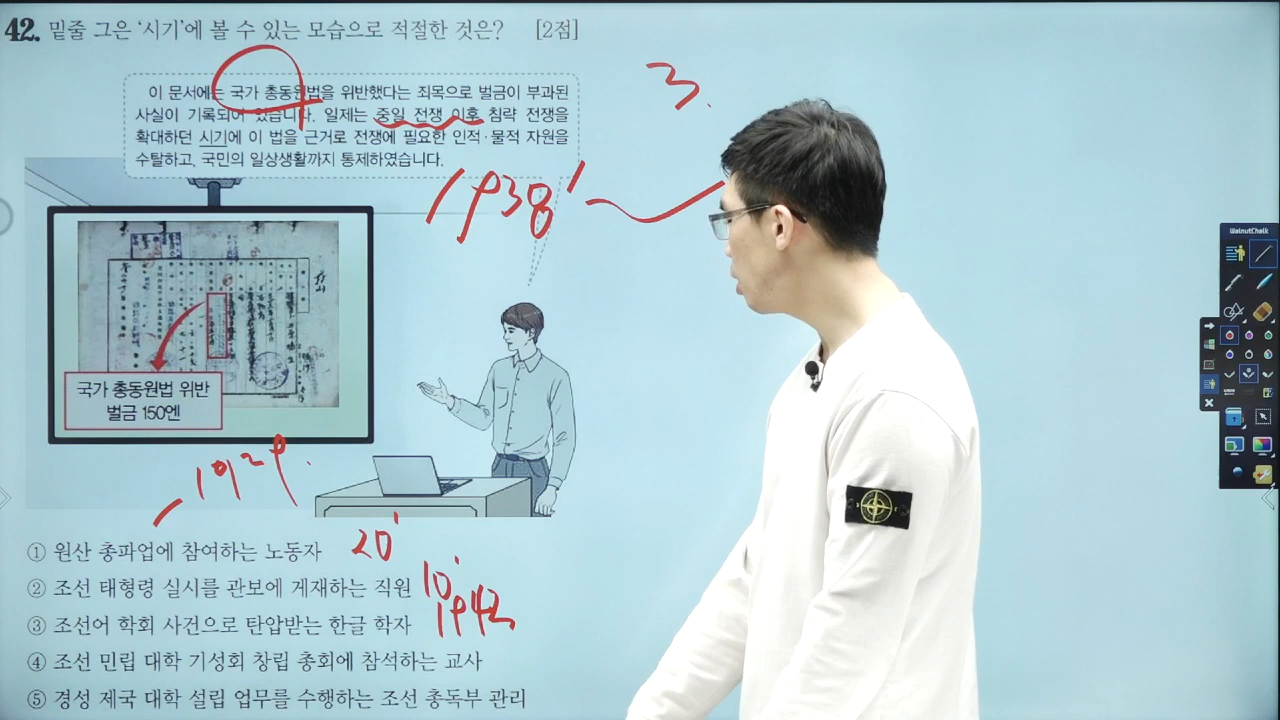 42. 밑줄 그은 ‘시기’에 볼 수 있는 모습으로 적절한 것은? [2점]
이 문서에는 국가 총동원법을 위반했다는 죄목으로 벌금이 부과된
사실이 기록되어 있습니다. 일제는 중일 전쟁 이후 침략 전쟁을
확대하던 시기에 이 법을 근거로 전쟁에 필요한 인적·물적 자원을
수탈하고, 국민의 일상생활까지 통제하였습니다.
3.
1938'~
국가 총동원법 위반
벌금 150엔
1929.
① 원산 총파업에 참여하는 노동자 20'
② 조선 태형령 실시를 관보에 게재하는 직원 10'
③ 조선어 학회 사건으로 탄압받는 한글 학자 1942
④ 조선 민립 대학 기성회 창립 총회에 참석하는 교사
⑤ 경성 제국 대학 설립 업무를 수행하는 조선 총독부 관리
WalnutChalk